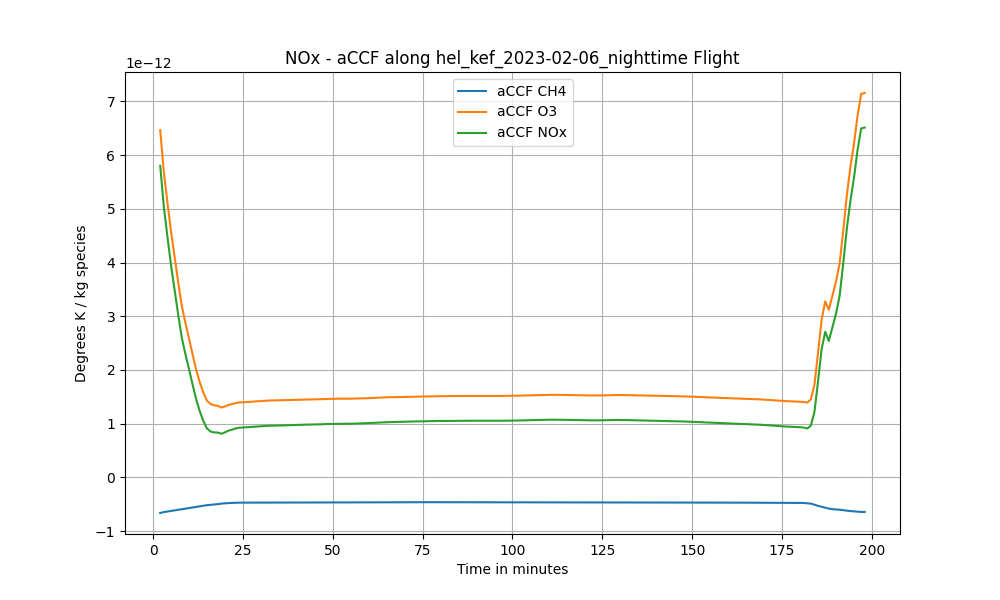 NOx - aCCF along hel_kef_2023-02-06_nighttime Flight
1e−12
aCCF CH4
aCCF O3
aCCF NOx
7
6
5
4
3
2
1
0
−1
Degrees K / kg species
0 25 50 75 100 125 150 175 200
Time in minutes